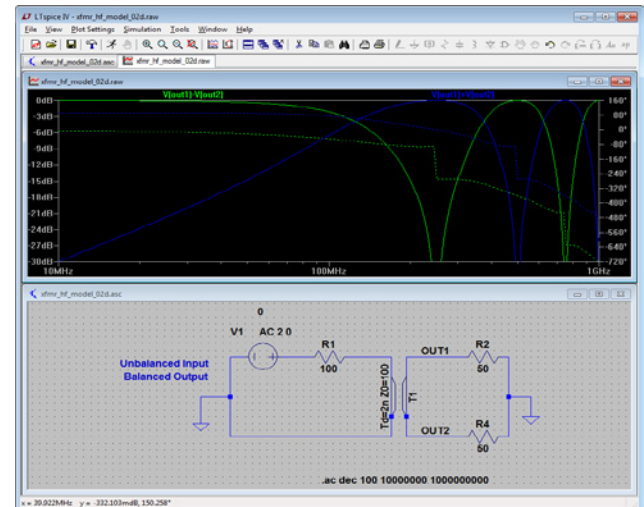 LTspice IV - xfmr_hf_model_02d.raw
File View Plot Settings Simulation Tools Window Help
xfmr_hf_model_02d.asc xfmr_hf_model_02d.raw
xfmr_hf_model_02d.raw
V(out1)-V(out2) V(out1)+V(out2)
0dB 160°
-3dB 80°
-6dB 0°
-9dB -80°
-12dB -160°
-15dB -240°
-18dB -320°
-21dB -400°
-24dB -480°
-27dB -640°
-30dB -720°
10MHz 100MHz 1GHz
xfmr_hf_model_02d.asc
0
V1 AC 2 0
R1
100
Unbalanced Input
Balanced Output
Td=2n Z0=100
T1
OUT1
R2
50
OUT2
R4
50
.ac dec 100 10000000 1000000000
x = 39.922MHz y = -332.103mdB, 150.258°